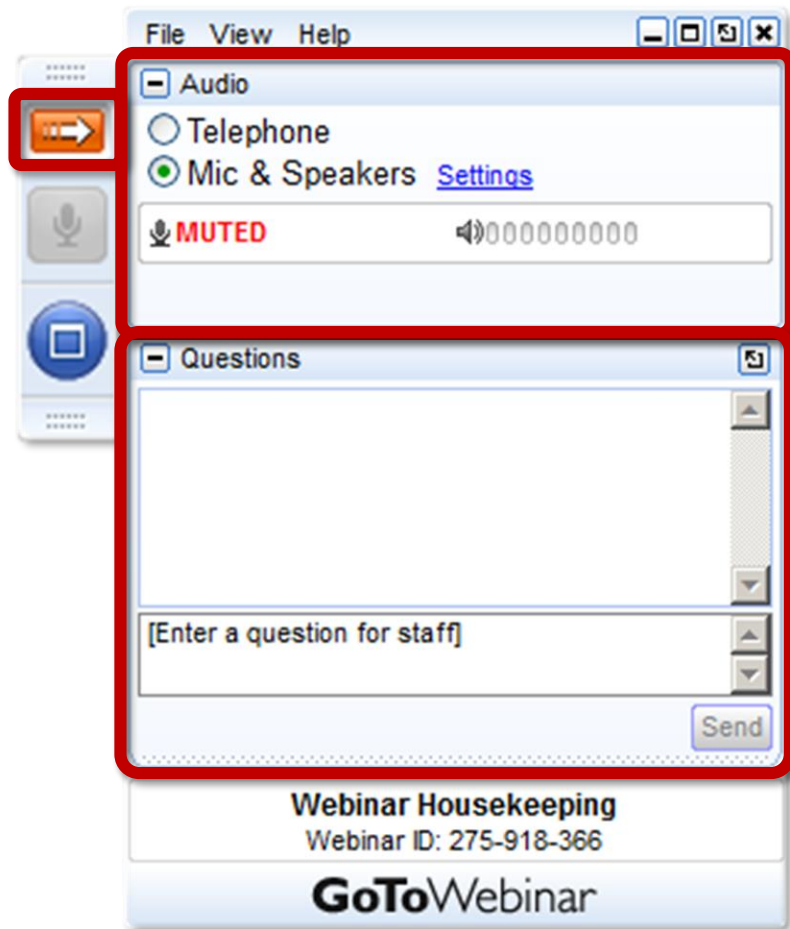 File View Help
Audio
Telephone
Mic & Speakers Settings
MUTED
Questions
[Enter a question for staff]
Send
Webinar Housekeeping
Webinar ID: 275-918-366
GoToWebinar